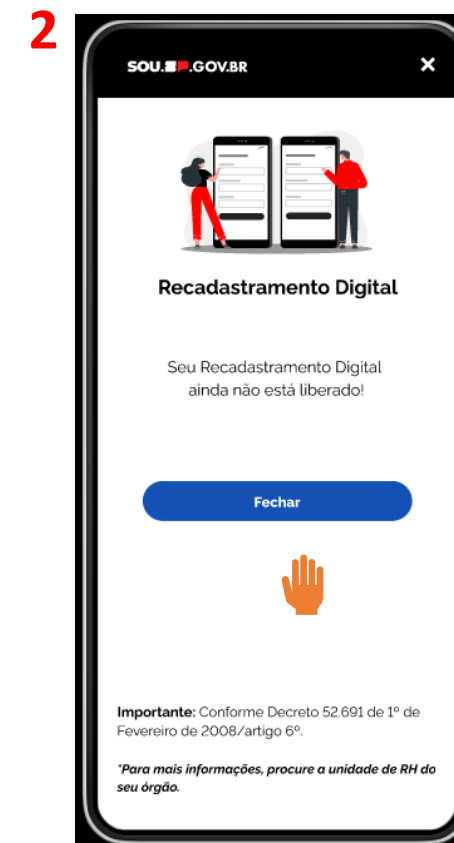 2
SOU.SP.GOV.BR
×
Recadastramento Digital
Seu Recadastramento Digital
ainda não está liberado!
Fechar
Importante: Conforme Decreto 52.691 de 1º de
Fevereiro de 2008/artigo 6º.
*Para mais informações, procure a unidade de RH do
seu órgão.